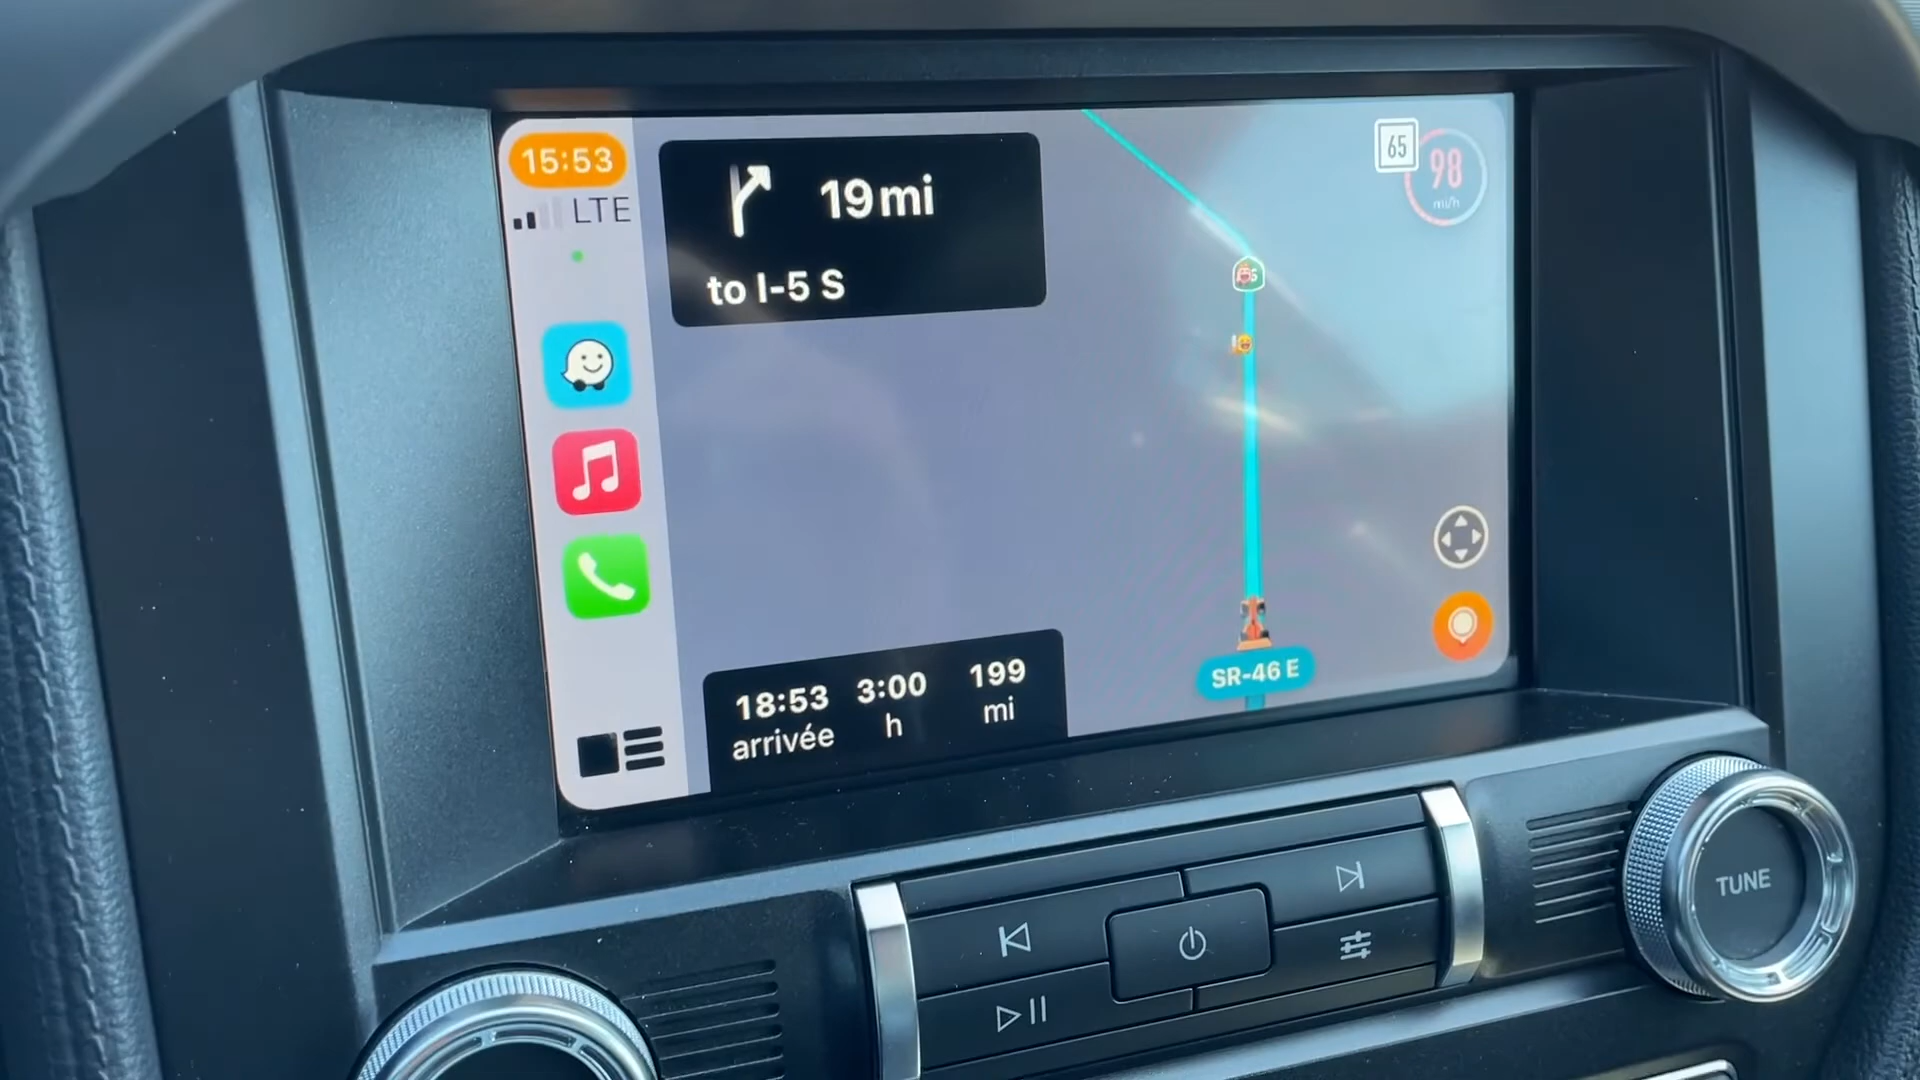 15:53
LTE
19 mi
to I-5 S
65
98
mi/h
SR-46 E
18:53 3:00 199
arrivée h mi
TUNE